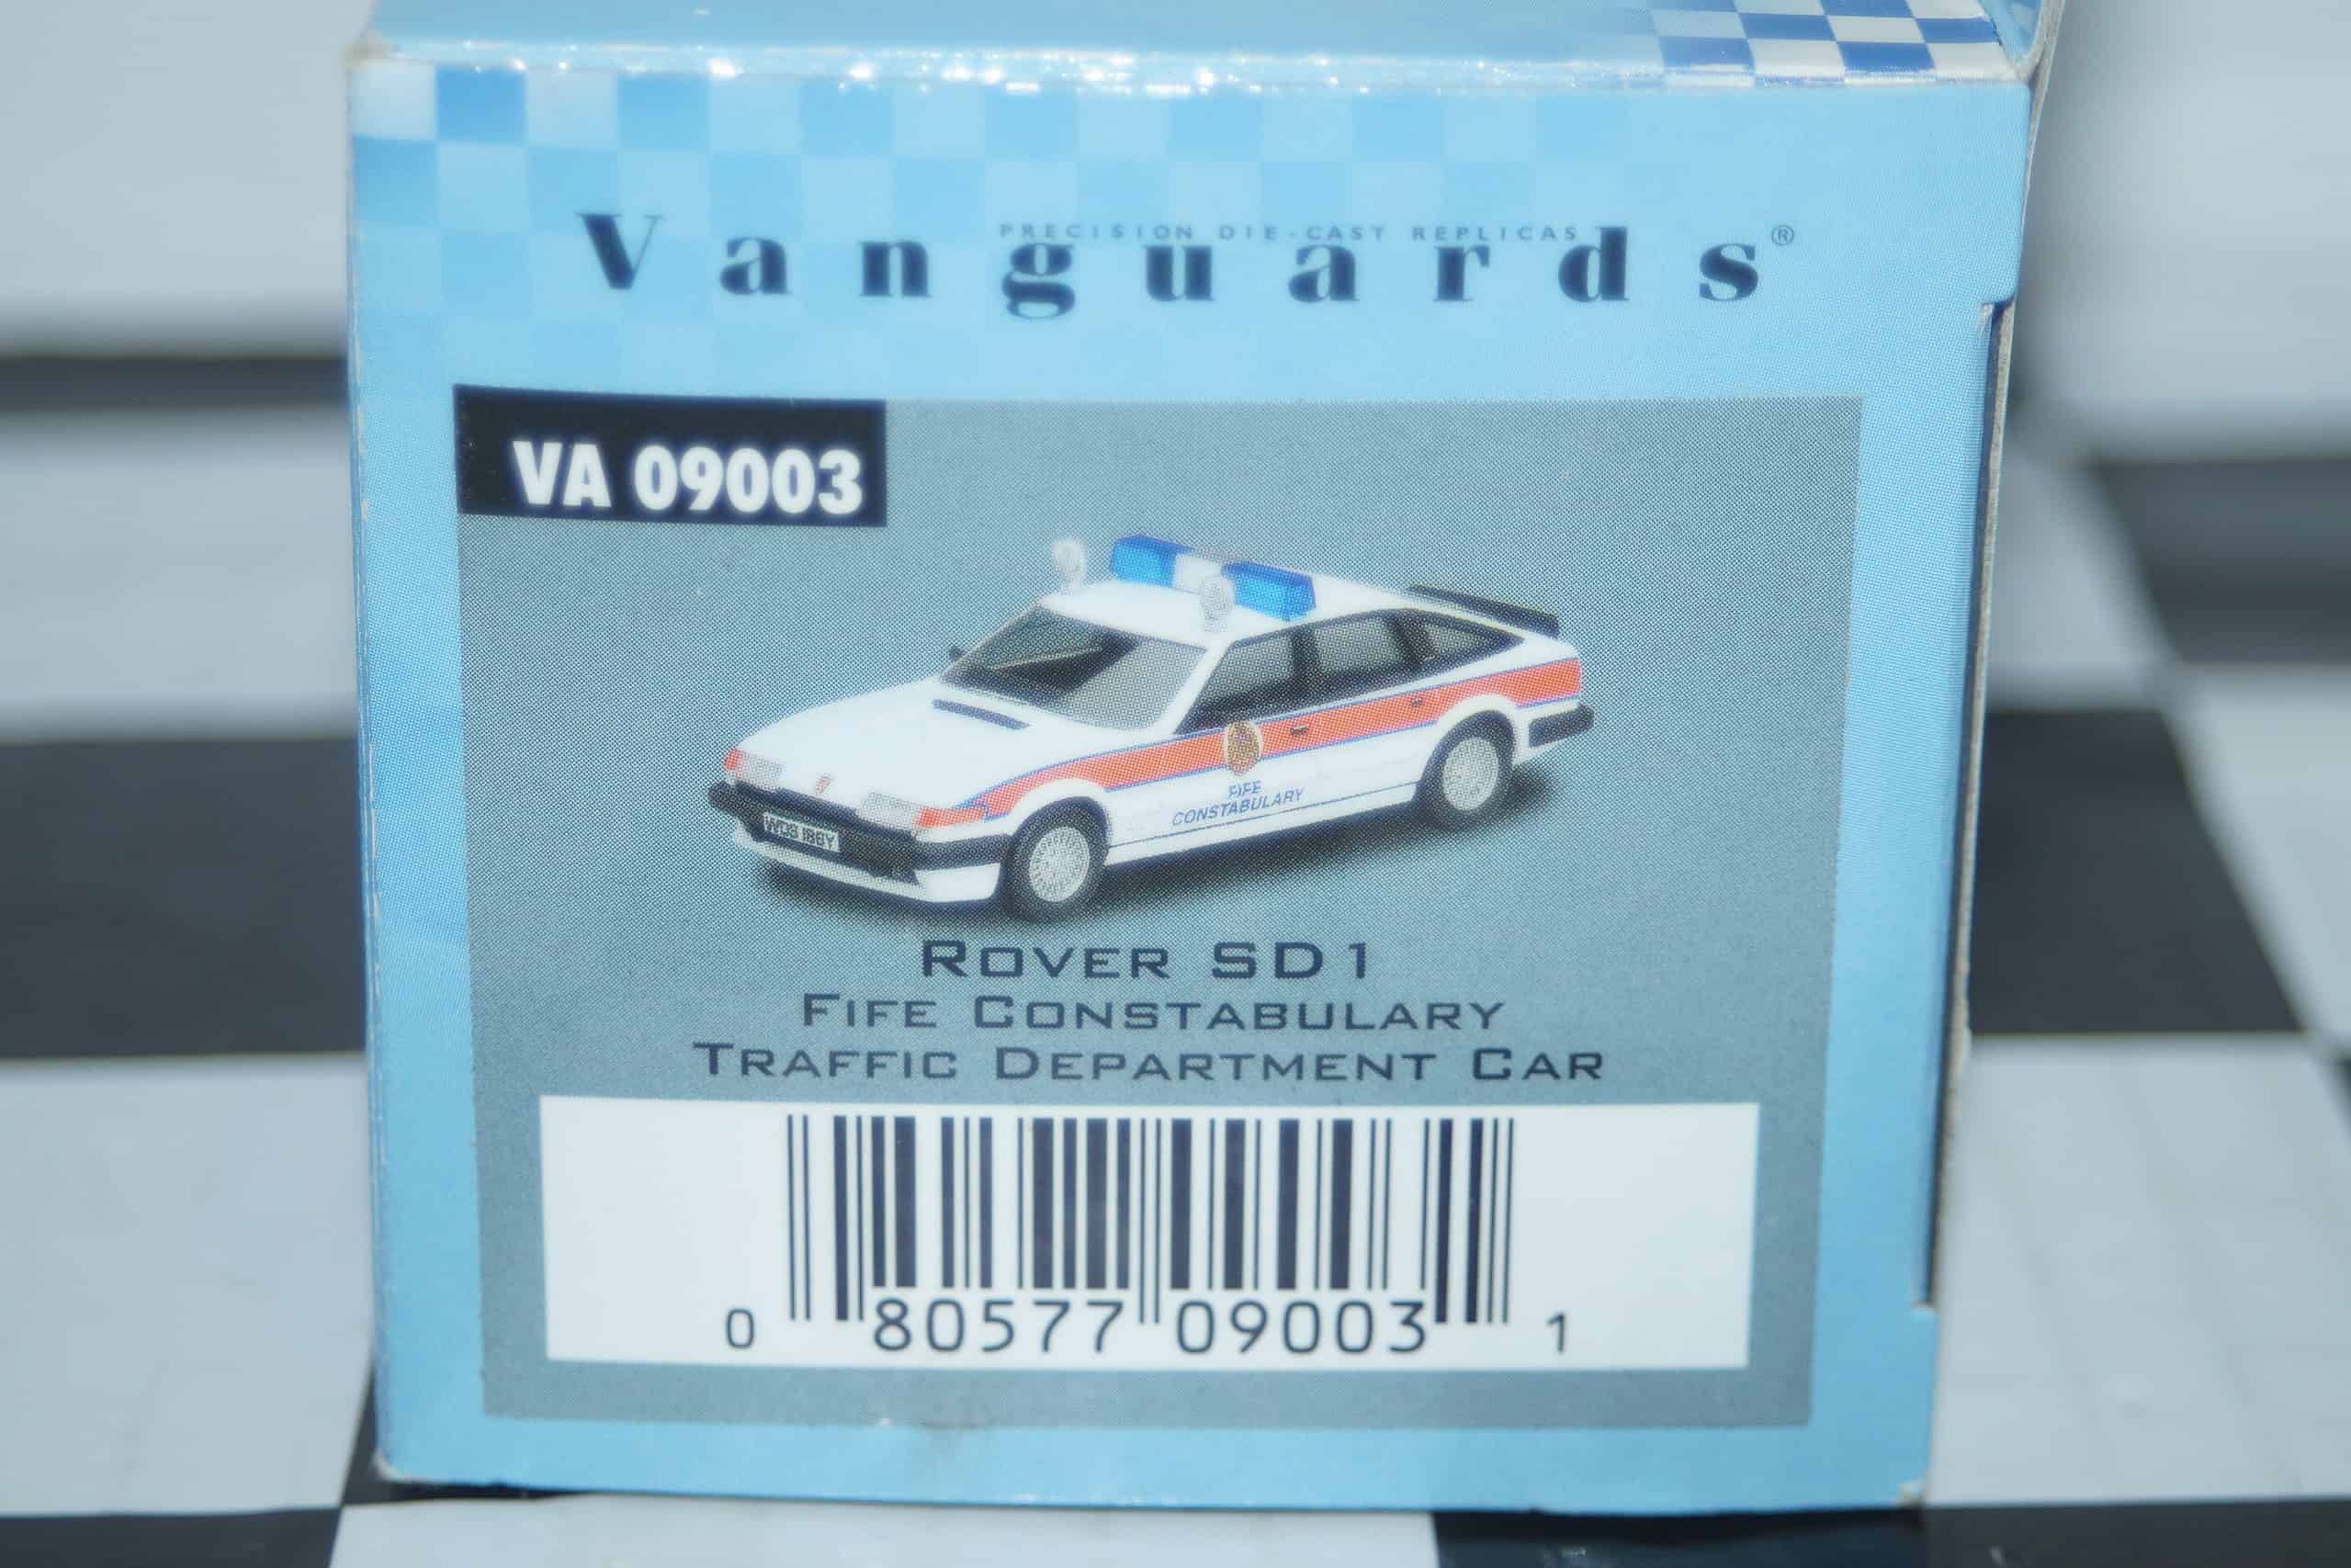 PRECISION DIE-CAST REPLICAS
Vanguards®
VA 09003
FIFE
CONSTABULARY
ROVER SD1
FIFE CONSTABULARY
TRAFFIC DEPARTMENT CAR
0 80577 09003 1